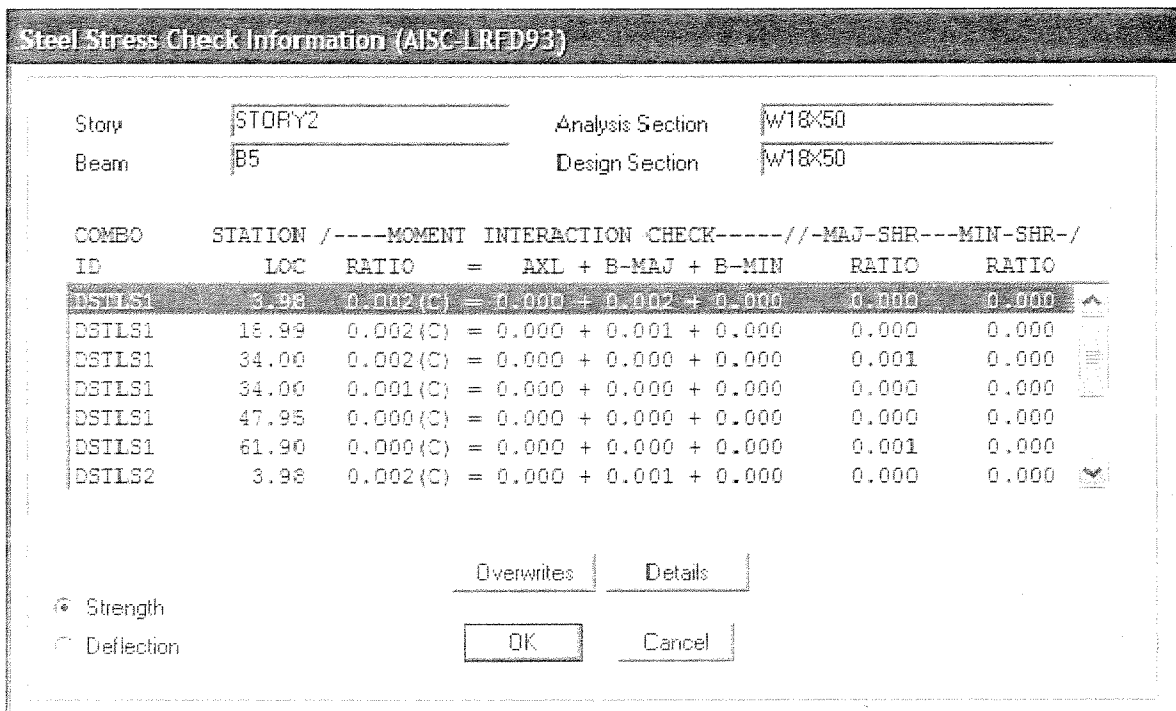 Steel Stress Check Information (AISC-LRFD93)
Story STORY2 Analysis Section W18X50
Beam B5 Design Section W18X50
COMBO STATION /----MOMENT INTERACTION CHECK-----//-MAJ-SHR---MIN-SHR-/
ID LOC RATIO = AXL + B-MAJ + B-MIN RATIO RATIO
DSTLS1 3.98 0.002(C) = 0.000 + 0.002 + 0.000 0.000 0.000
DSTLS1 18.99 0.002(C) = 0.000 + 0.001 + 0.000 0.000 0.000
DSTLS1 34.00 0.002(C) = 0.000 + 0.000 + 0.000 0.001 0.000
DSTLS1 34.00 0.001(C) = 0.000 + 0.000 + 0.000 0.000 0.000
DSTLS1 47.95 0.000(C) = 0.000 + 0.000 + 0.000 0.000 0.000
DSTLS1 61.90 0.000(C) = 0.000 + 0.000 + 0.000 0.001 0.000
DSTLS2 3.98 0.002(C) = 0.000 + 0.001 + 0.000 0.000 0.000
Overwrites Details
Strength
Deflection
OK Cancel